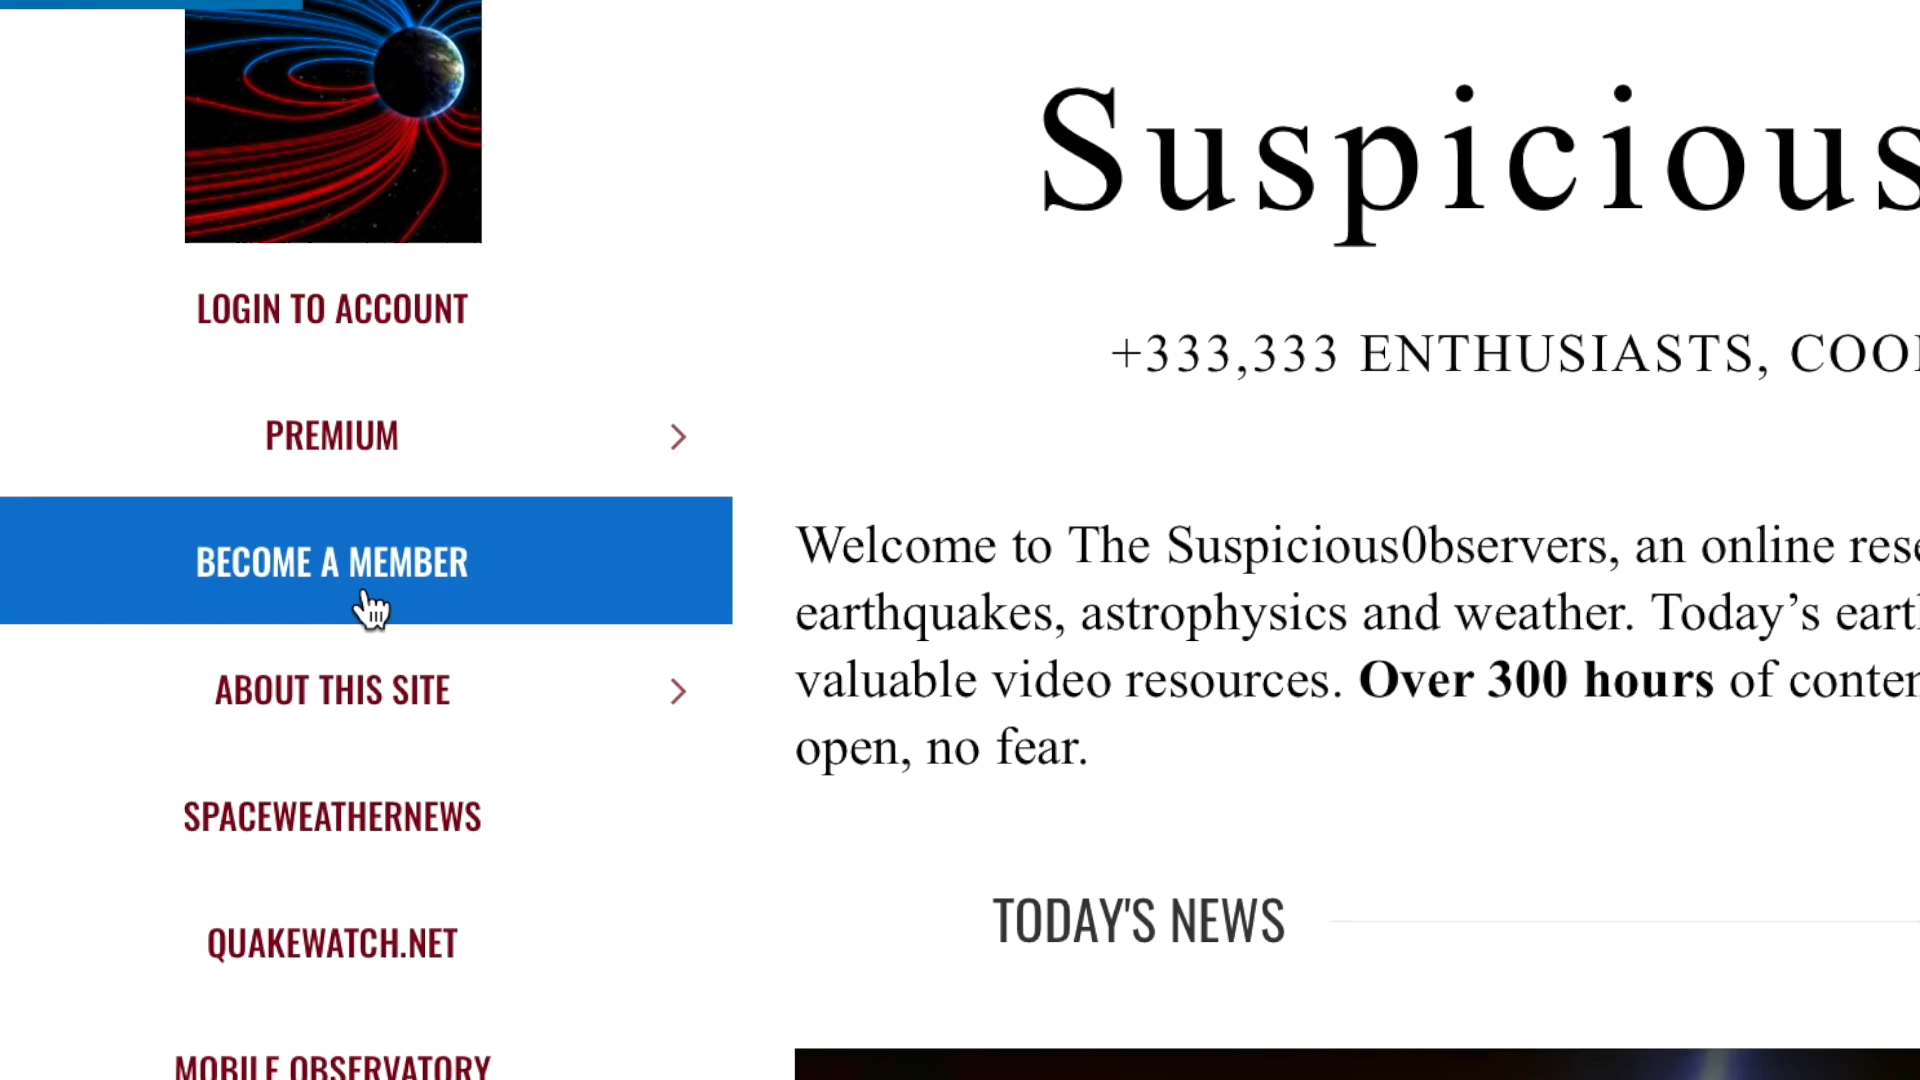 LOGIN TO ACCOUNT
PREMIUM
BECOME A MEMBER
ABOUT THIS SITE
SPACEWEATHERNEWS
QUAKEWATCH.NET
MOBILE OBSERVATORY
Suspicious
+333,333 ENTHUSIASTS,
Welcome to The Suspicious0bservers, an online
earthquakes, astrophysics and weather. Today’s
valuable video resources. Over 300 hours of
open, no fear.
TODAY'S NEWS